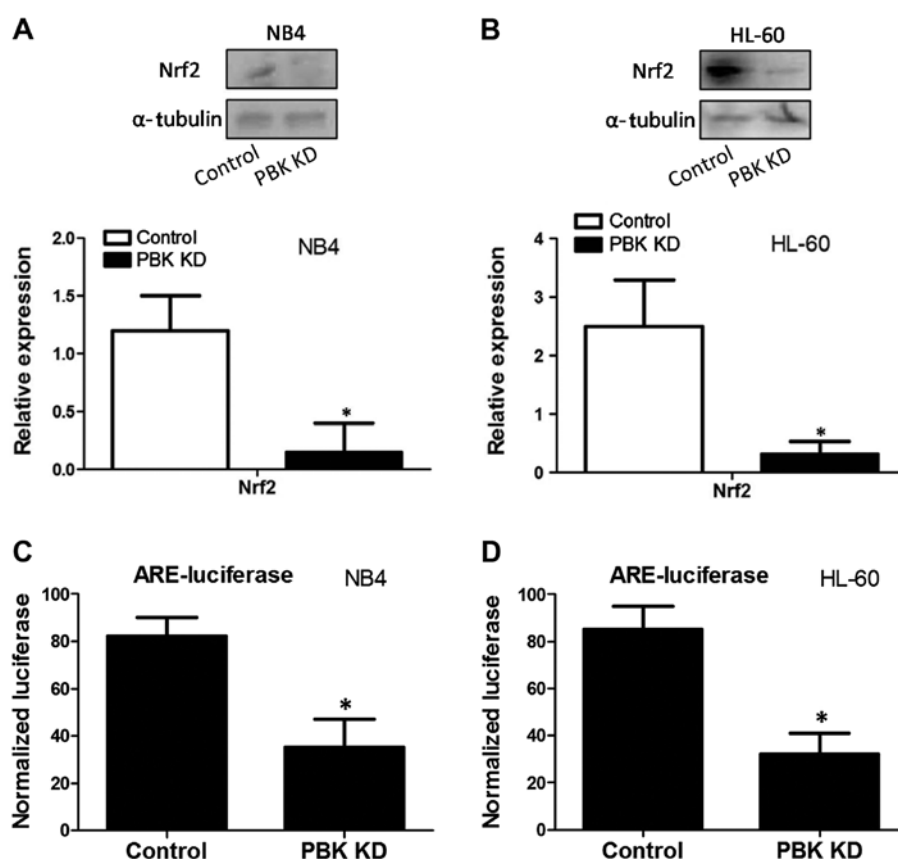 A
NB4
Nrf2
α-tubulin
Control
PBK KD
Control
PBK KD
NB4
Relative expression
2.0
1.5
1.0
0.5
0.0
*
Nrf2
B
HL-60
Nrf2
α-tubulin
Control
PBK KD
Control
PBK KD
HL-60
Relative expression
4
3
2
1
0
*
Nrf2
C
ARE-luciferase
NB4
Normalized luciferase
100
80
60
40
20
0
*
Control
PBK KD
D
ARE-luciferase
HL-60
Normalized luciferase
100
80
60
40
20
0
*
Control
PBK KD